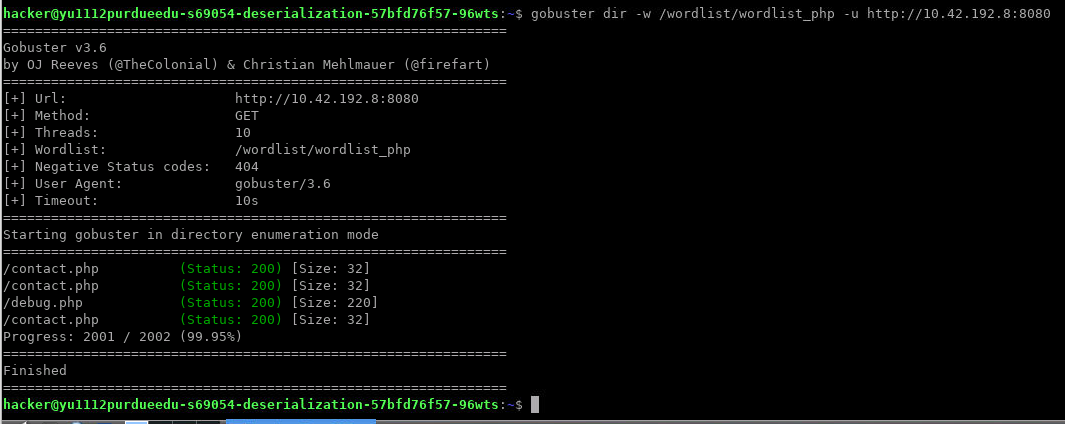 hacker@yu1112purdueedu-s69054-deserialization-57bfd76f57-96wts:~$ gobuster dir -w /wordlist/wordlist_php -u http://10.42.192.8:8080
===============================================================
Gobuster v3.6
by OJ Reeves (@TheColonial) & Christian Mehlmauer (@firefart)
===============================================================
[+] Url:                     http://10.42.192.8:8080
[+] Method:                  GET
[+] Threads:                 10
[+] Wordlist:                /wordlist/wordlist_php
[+] Negative Status codes:   404
[+] User Agent:              gobuster/3.6
[+] Timeout:                 10s
===============================================================
Starting gobuster in directory enumeration mode
===============================================================
/contact.php          (Status: 200) [Size: 32]
/contact.php          (Status: 200) [Size: 32]
/debug.php            (Status: 200) [Size: 220]
/contact.php          (Status: 200) [Size: 32]
Progress: 2001 / 2002 (99.95%)
===============================================================
Finished
===============================================================
hacker@yu1112purdueedu-s69054-deserialization-57bfd76f57-96wts:~$